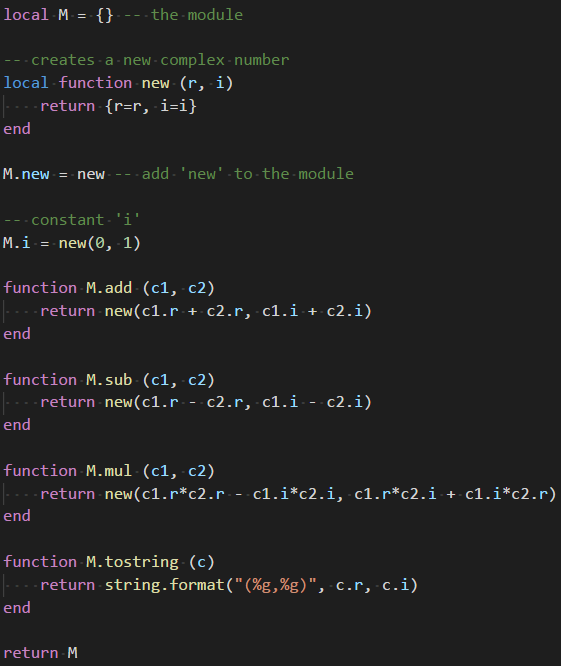 local M = {} -- the module
-- creates a new complex number
local function new (r, i)
    return {r=r, i=i}
end
M.new = new -- add 'new' to the module
-- constant 'i'
M.i = new(0, 1)
function M.add (c1, c2)
    return new(c1.r + c2.r, c1.i + c2.i)
end
function M.sub (c1, c2)
    return new(c1.r - c2.r, c1.i - c2.i)
end
function M.mul (c1, c2)
    return new(c1.r*c2.r - c1.i*c2.i, c1.r*c2.i + c1.i*c2.r)
end
function M.tostring (c)
    return string.format("(%g,%g)", c.r, c.i)
end
return M